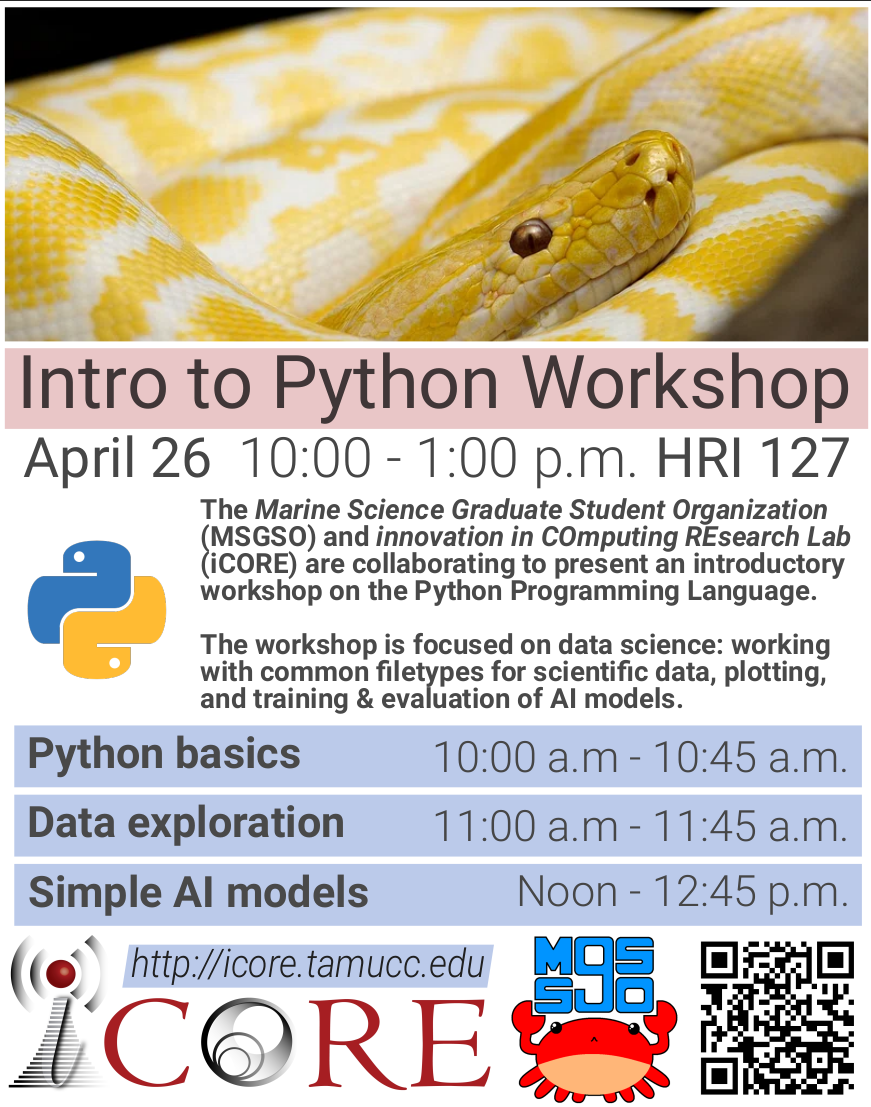 Intro to Python Workshop
April 26 10:00 - 1:00 p.m. HRI 127
The Marine Science Graduate Student Organization
(MSGSO) and innovation in COmputing REsearch Lab
(iCORE) are collaborating to present an introductory
workshop on the Python Programming Language.
The workshop is focused on data science: working
with common filetypes for scientific data, plotting,
and training & evaluation of AI models.
Python basics 10:00 a.m - 10:45 a.m.
Data exploration 11:00 a.m - 11:45 a.m.
Simple AI models Noon - 12:45 p.m.
http://icore.tamucc.edu
iCORE
MGS
SJO